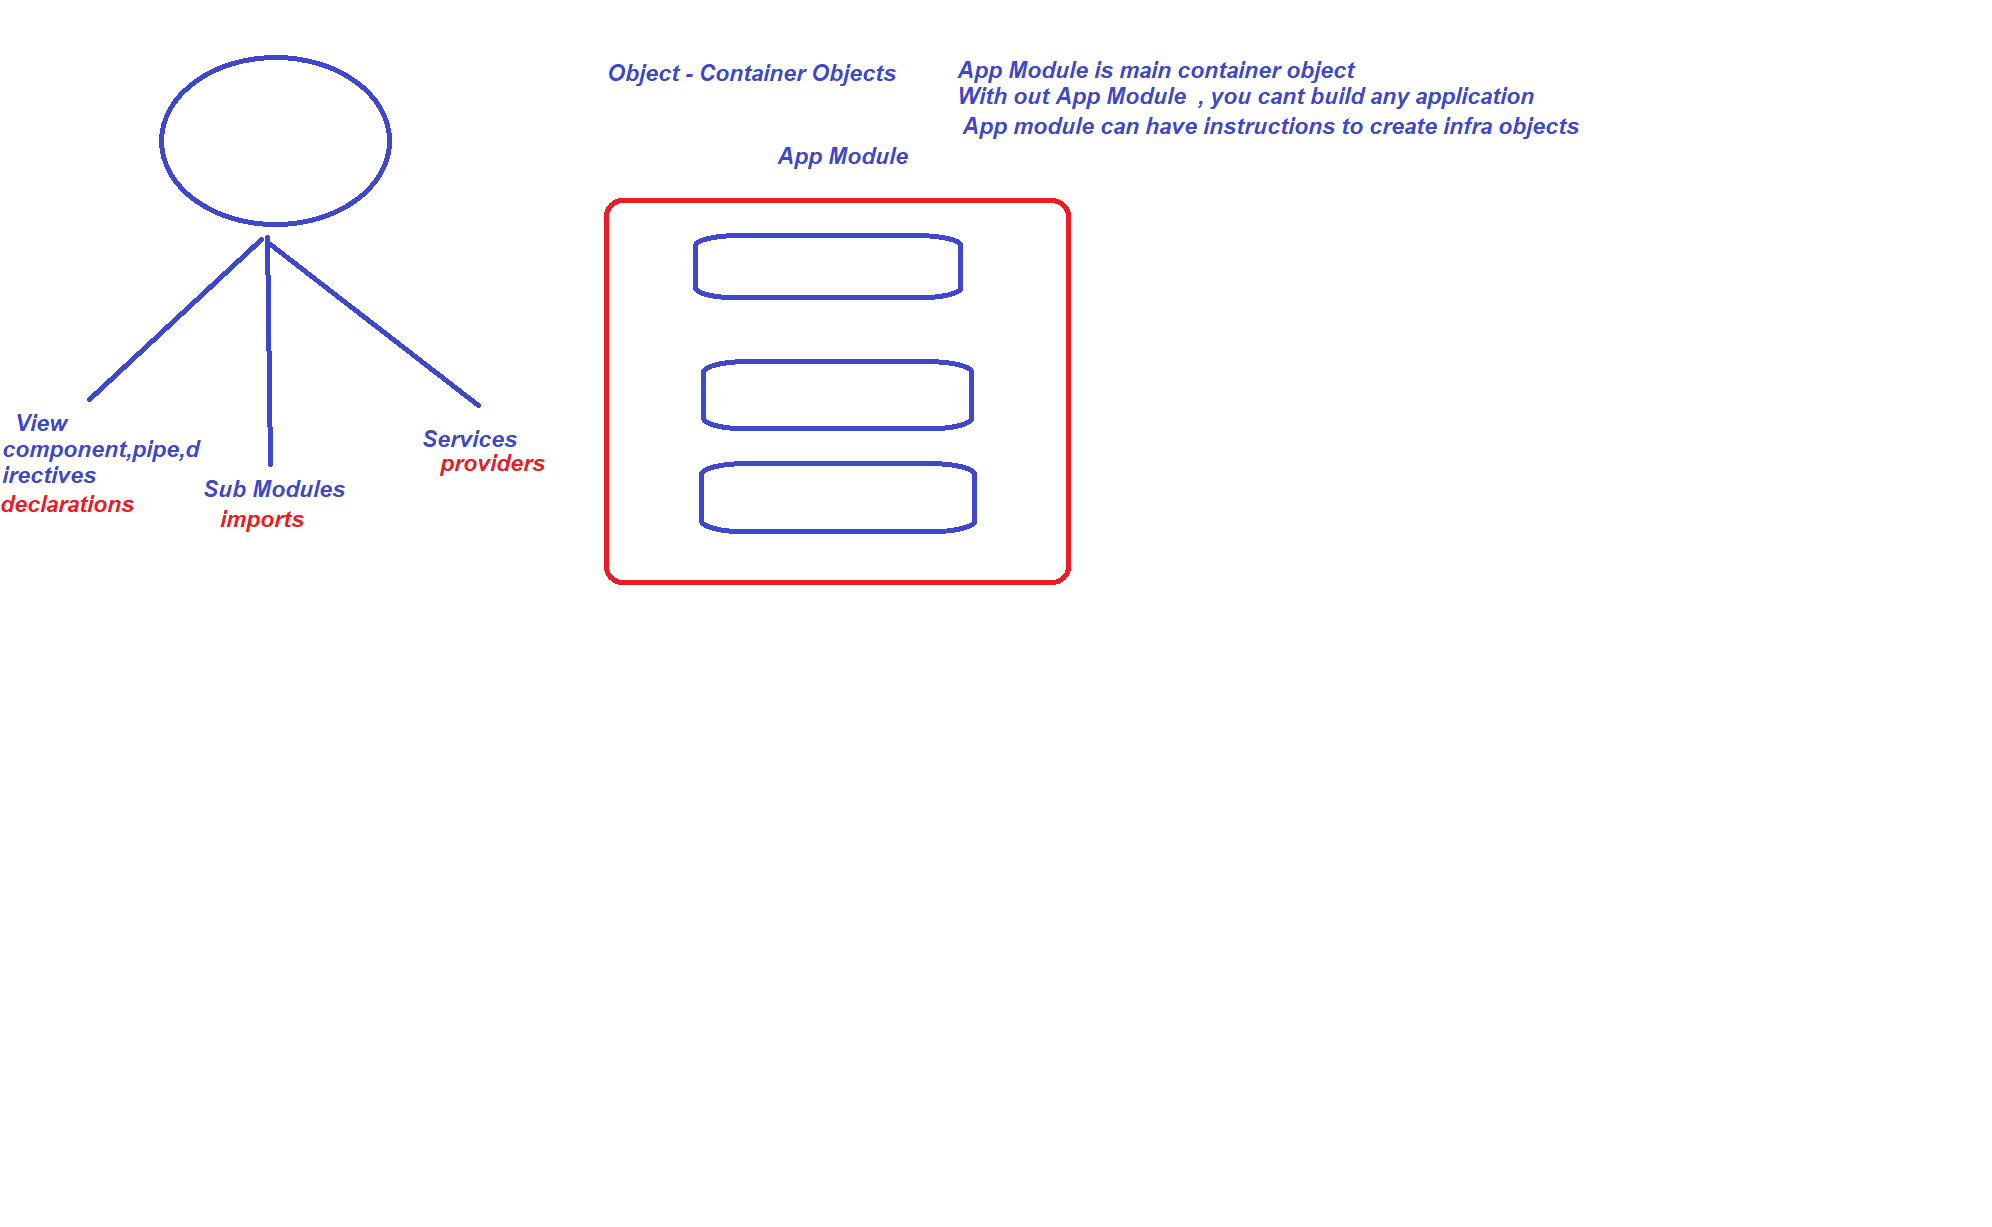 Object - Container Objects
App Module is main container object
With out App Module , you cant build any application
App module can have instructions to create infra objects
App Module
View
component,pipe,d
irectives
declarations
Sub Modules
imports
Services
providers